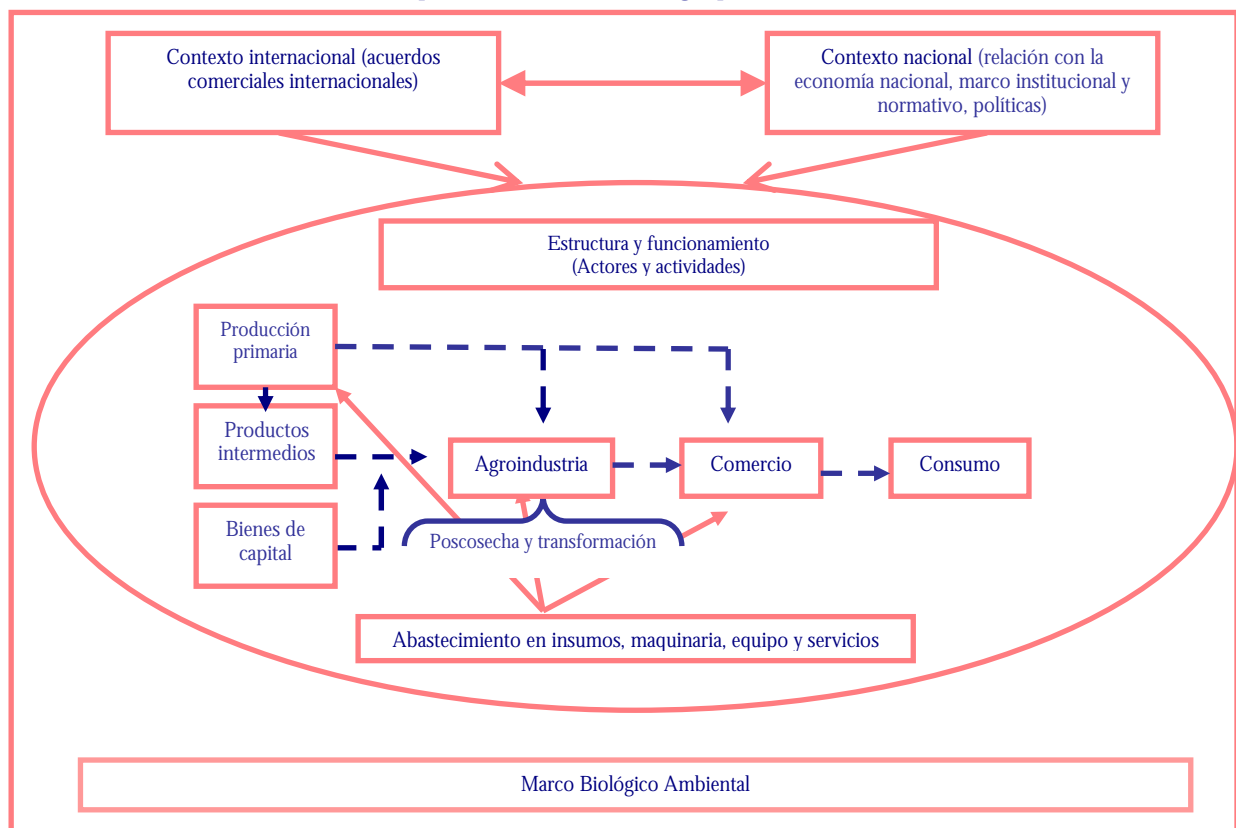 Contexto internacional (acuerdos
comerciales internacionales)
Contexto nacional (relación con la
economía nacional, marco institucional y
normativo, políticas)
Estructura y funcionamiento
(Actores y actividades)
Producción
primaria
Productos
intermedios
Agroindustria
Comercio
Consumo
Bienes de
capital
Poscosecha y transformación
Abastecimiento en insumos, maquinaria, equipo y servicios
Marco Biológico Ambiental